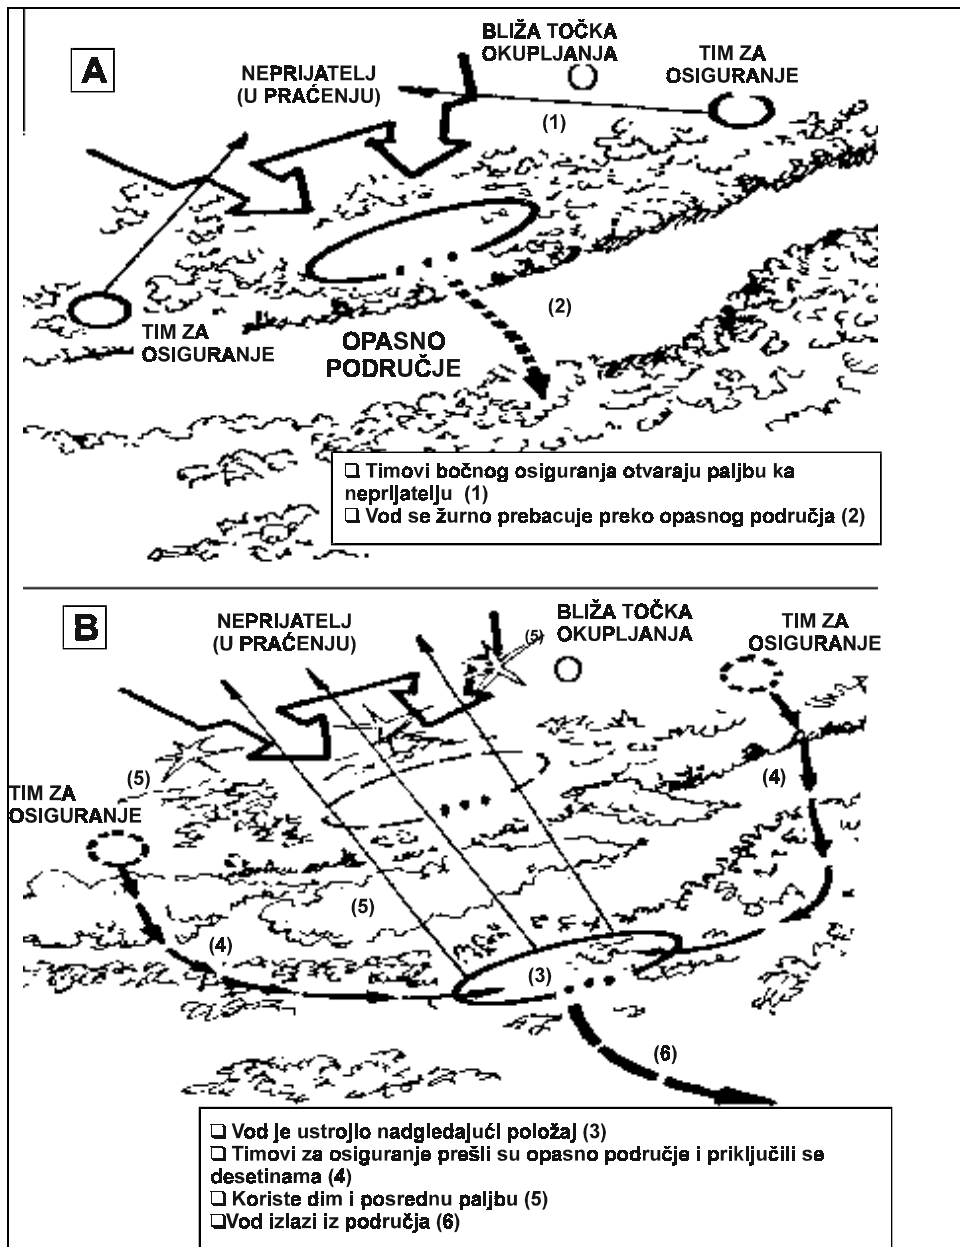 A
BLIŽA TOČKA
OKUPLJANJA
TIM ZA
OSIGURANJE
NEPRIJATELJ
(U PRAĆENJU)
(1)
(2)
TIM ZA
OSIGURANJE
OPASNO
PODRUČJE
❑ Timovi bočnog osiguranja otvaraju paljbu ka
neprijatelju (1)
❑ Vod se žurno prebacuje preko opasnog područja (2)
B
NEPRIJATELJ
(U PRAĆENJU)
BLIŽA TOČKA
OKUPLJANJA
(5)
TIM ZA
OSIGURANJE
(5)
(4)
TIM ZA
OSIGURANJE
(5)
(4)
(3)
(6)
❑ Vod je ustrojio nadgledajući položaj (3)
❑ Timovi za osiguranje prešli su opasno područje i priključili se
desetinama (4)
❑ Koriste dim i posrednu paljbu (5)
❑Vod izlazi iz područja (6)